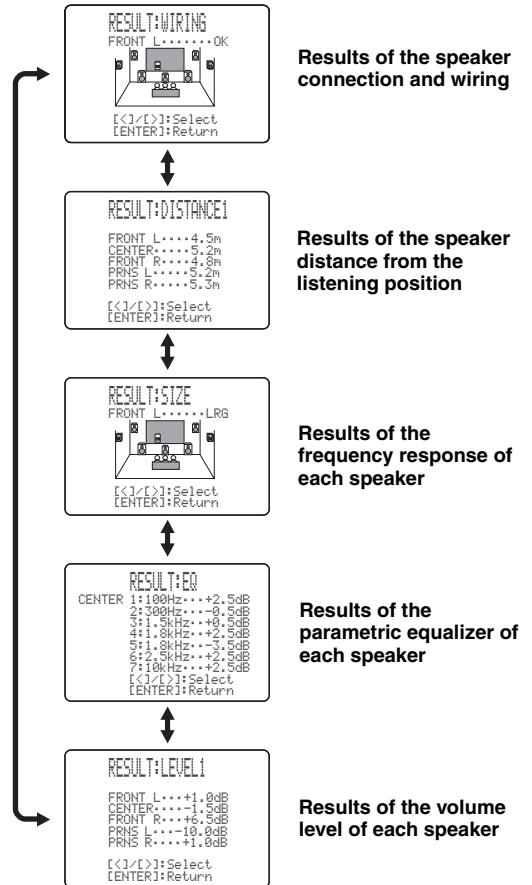 RESULT:WIRING
FRONT L·······OK
[<]/[>]:Select
[ENTER]:Return
Results of the speaker
connection and wiring
RESULT:DISTANCE1
FRONT L····4.5m
CENTER·····5.2m
FRONT R····4.8m
PRNS L·····5.2m
PRNS R·····5.3m
[<]/[>]:Select
[ENTER]:Return
Results of the speaker
distance from the
listening position
RESULT:SIZE
FRONT L······LRG
[<]/[>]:Select
[ENTER]:Return
Results of the
frequency response of
each speaker
RESULT:EQ
CENTER 1:100Hz···+2.5dB
2:300Hz···-0.5dB
3:1.5kHz··+0.5dB
4:1.8kHz··+2.5dB
5:1.8kHz··-3.5dB
6:2.5kHz··+2.5dB
7:10kHz···+2.5dB
[<]/[>]:Select
[ENTER]:Return
Results of the
parametric equalizer of
each speaker
RESULT:LEVEL1
FRONT L···+1.0dB
CENTER····-1.5dB
FRONT R···+6.5dB
PRNS L···-10.0dB
PRNS R····+1.0dB
[<]/[>]:Select
[ENTER]:Return
Results of the volume
level of each speaker